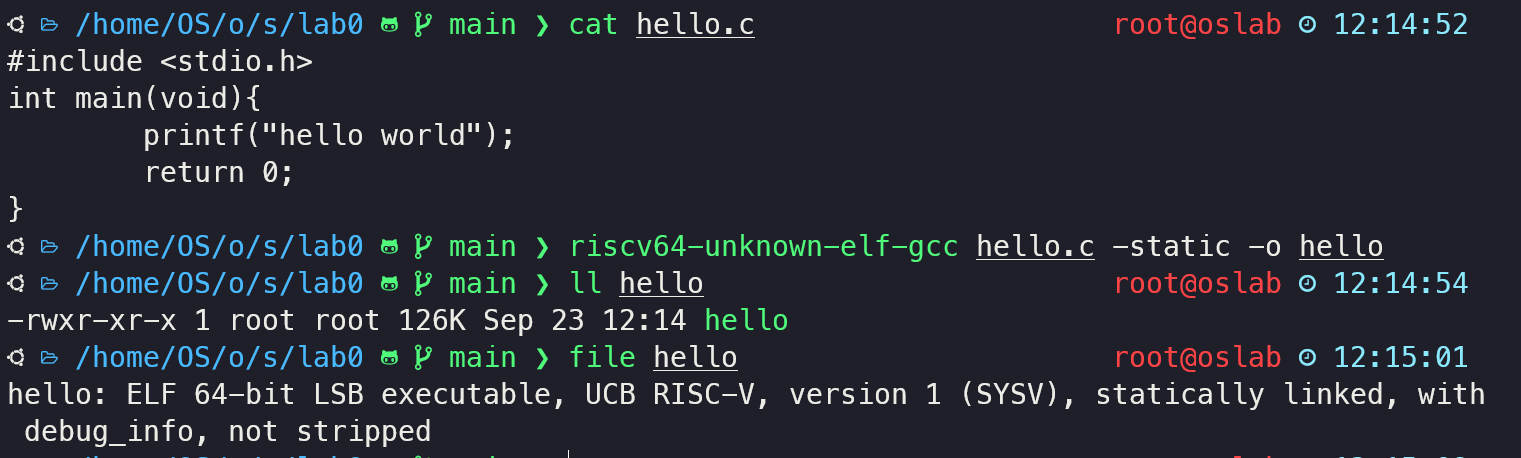 /home/OS/o/s/lab0 main ❯ cat hello.c root@oslab 12:14:52
#include <stdio.h>
int main(void){
        printf("hello world");
        return 0;
}
/home/OS/o/s/lab0 main ❯ riscv64-unknown-elf-gcc hello.c -static -o hello
/home/OS/o/s/lab0 main ❯ ll hello root@oslab 12:14:54
-rwxr-xr-x 1 root root 126K Sep 23 12:14 hello
/home/OS/o/s/lab0 main ❯ file hello root@oslab 12:15:01
hello: ELF 64-bit LSB executable, UCB RISC-V, version 1 (SYSV), statically linked, with
 debug_info, not stripped